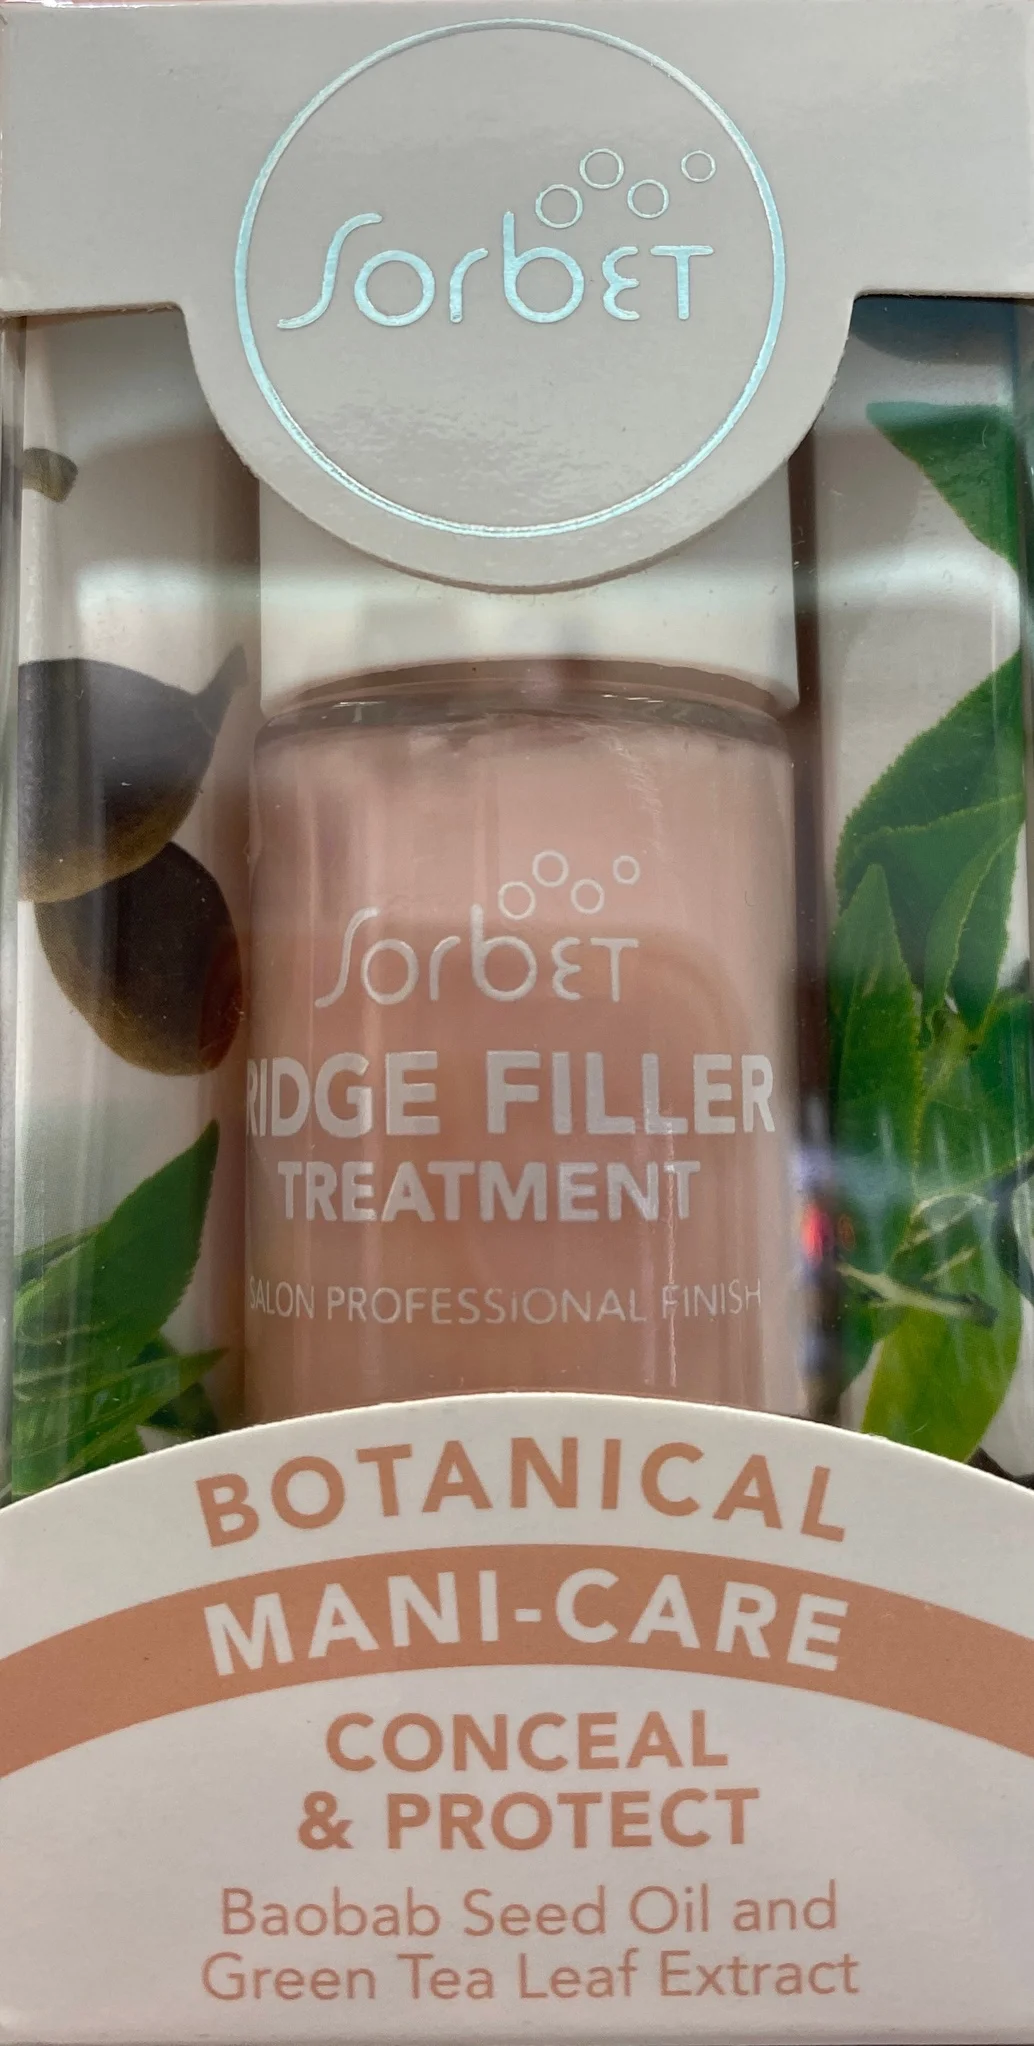 Sorbet
Sorbet
RIDGE FILLER
TREATMENT
SALON PROFESSIONAL FINISH
BOTANICAL
MANI-CARE
CONCEAL
& PROTECT
Baobab Seed Oil and
Green Tea Leaf Extract